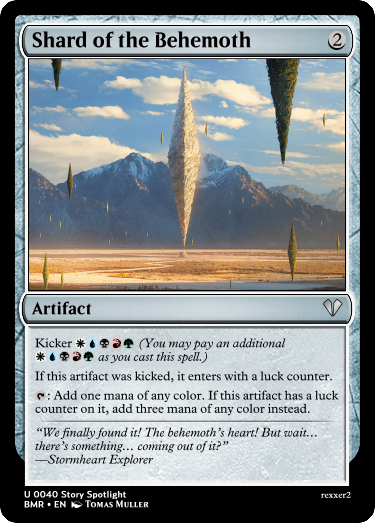 Shard of the Behemoth 2
Artifact
Kicker (You may pay an additional
as you cast this spell.)
If this artifact was kicked, it enters with a luck counter.
: Add one mana of any color. If this artifact has a luck
counter on it, add three mana of any color instead.
“We finally found it! The behemoth’s heart! But wait…
there’s something… coming out of it?”
—Stormheart Explorer
U 0040 Story Spotlight
BMR • EN Tomas Muller rexxer2